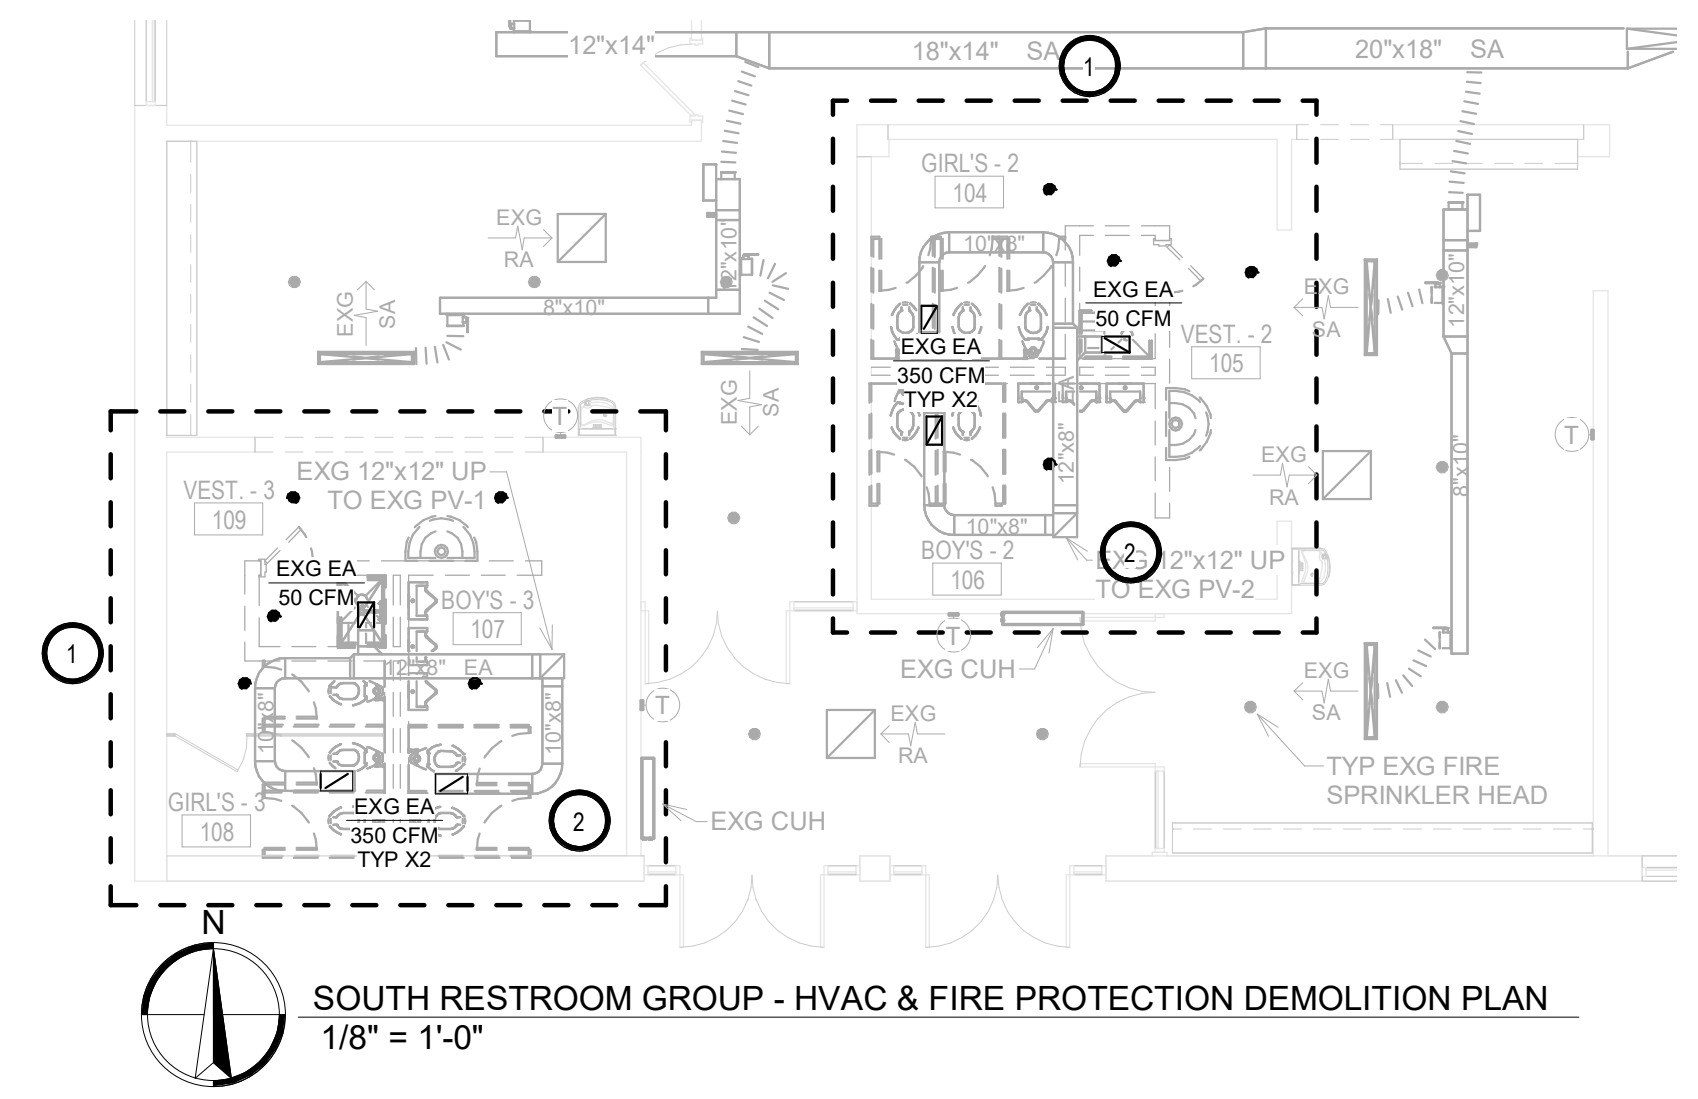 12"x14"
18"x14" SA
20"x18" SA
1
GIRL'S - 2
104
EXG
RA
12"x10"
8"x10"
EXG
SA
EXG
SA
10"x8"
EXG EA
50 CFM
VEST. - 2
105
EXG EA
350 CFM
TYP X2
EA
12"x8"
10"x8"
BOY'S - 2
106
2
EXG 12"x12" UP
TO EXG PV-2
EXG
SA
12"x10"
8"x10"
EXG
RA
T
EXG
SA
TYP EXG FIRE
SPRINKLER HEAD
T
EXG 12"x12" UP
TO EXG PV-1
VEST. - 3
109
EXG EA
50 CFM
BOY'S - 3
107
1
12"x8" EA
10"x8"
10"x8"
GIRL'S - 3
108
EXG EA
350 CFM
TYP X2
2
T
T
EXG CUH
EXG
RA
EXG CUH
N
SOUTH RESTROOM GROUP - HVAC & FIRE PROTECTION DEMOLITION PLAN
1/8" = 1'-0"